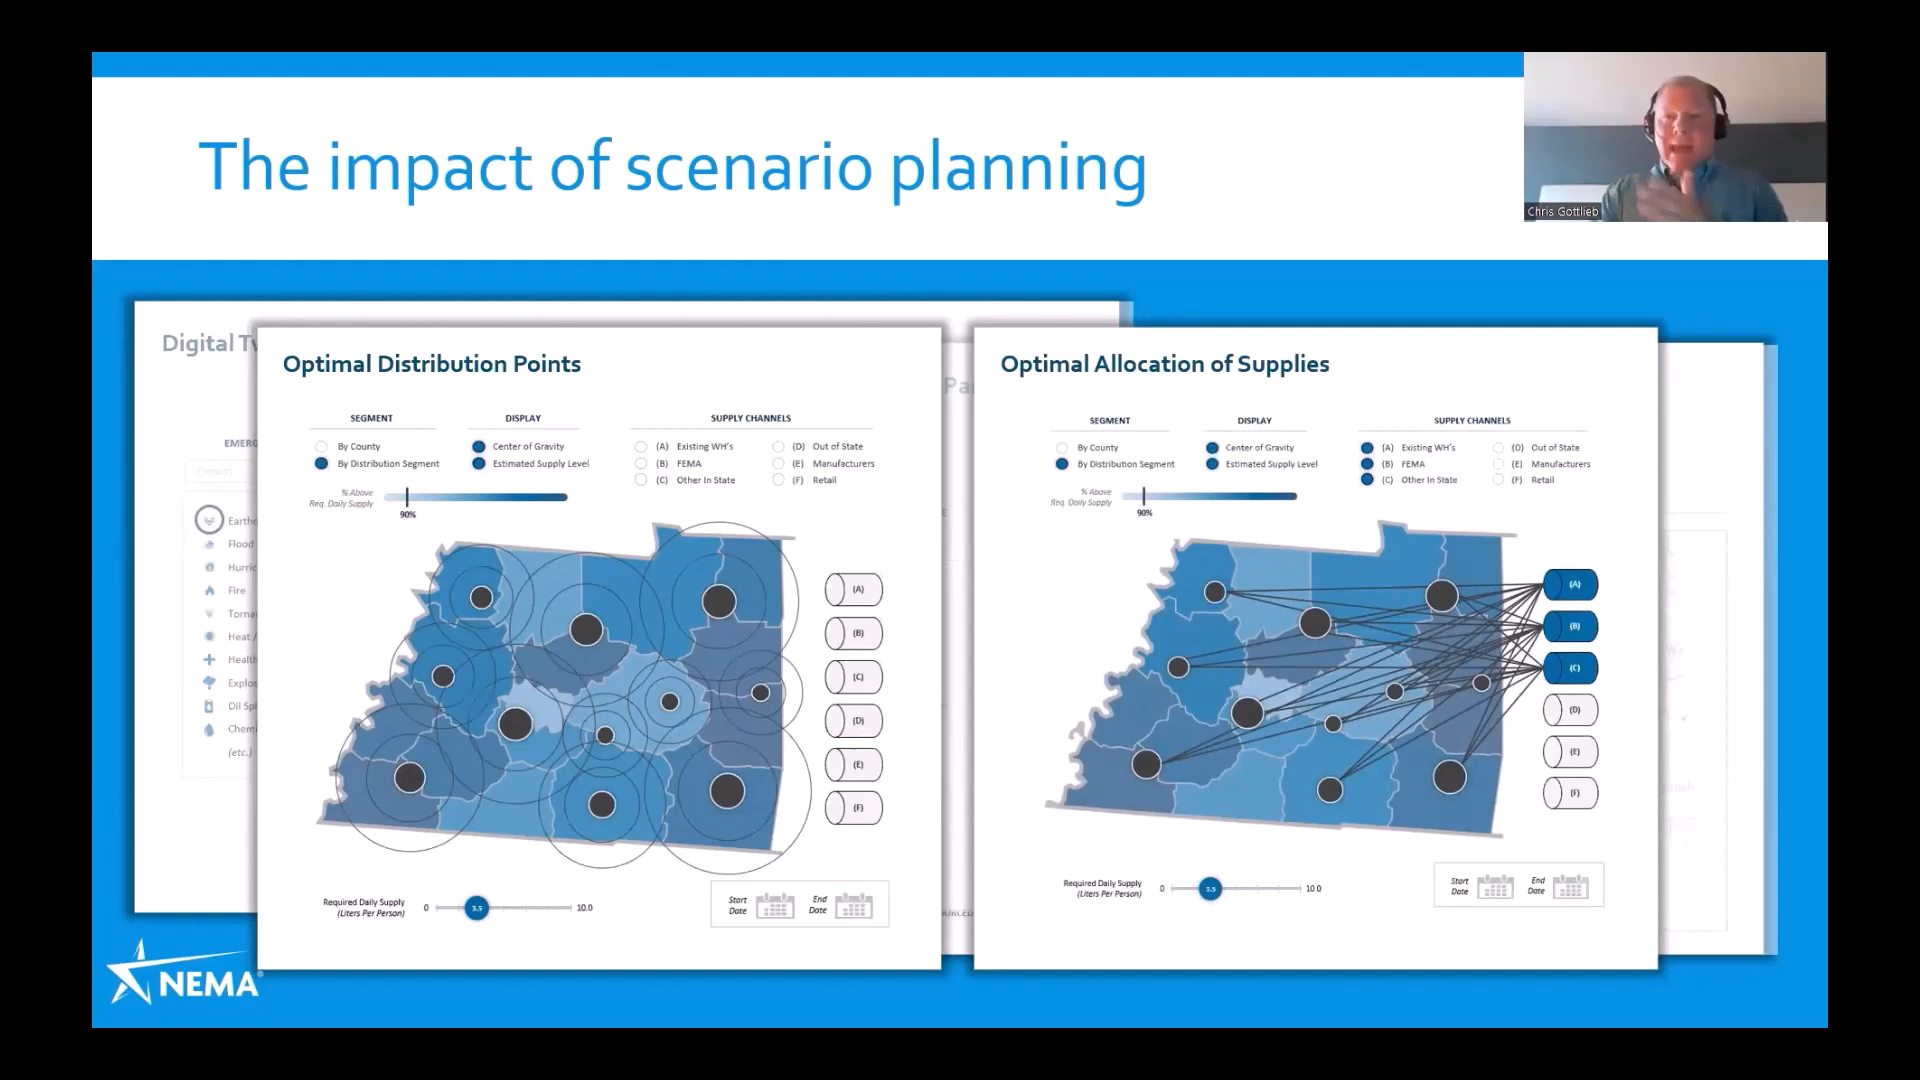 The impact of scenario planning
Chris Gottlieb
Digital Tw
EMERG
Earthq
Flood
Hurric
Fire
Torna
Heat /
Health
Explos
Oil Spi
Chemi
(etc.)
Optimal Distribution Points
SEGMENT
By County
By Distribution Segment
DISPLAY
Center of Gravity
Estimated Supply Level
SUPPLY CHANNELS
(A) Existing WH's (D) Out of State
(B) FEMA (E) Manufacturers
(C) Other In State (F) Retail
% Above
Req. Daily Supply
90%
(A)
(B)
(C)
(D)
(E)
(F)
Required Daily Supply
(Liters Per Person)
0 3.5 10.0
Start
Date
End
Date
Pa
Optimal Allocation of Supplies
SEGMENT
By County
By Distribution Segment
DISPLAY
Center of Gravity
Estimated Supply Level
SUPPLY CHANNELS
(A) Existing WH's (D) Out of State
(B) FEMA (E) Manufacturers
(C) Other In State (F) Retail
% Above
Req. Daily Supply
90%
(A)
(B)
(C)
(D)
(E)
(F)
Required Daily Supply
(Liters Per Person)
0 3.5 10.0
Start
Date
End
Date
NEMA®